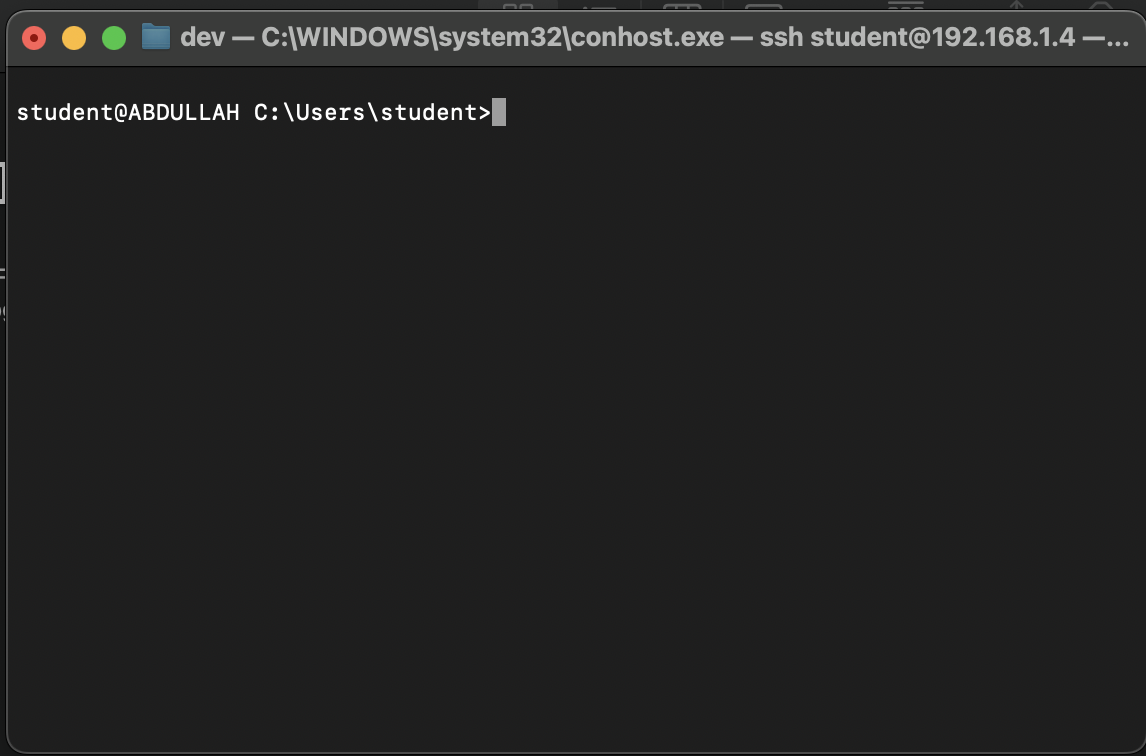 dev — C:\WINDOWS\system32\conhost.exe — ssh student@192.168.1.4 —...
student@ABDULLAH C:\Users\student>